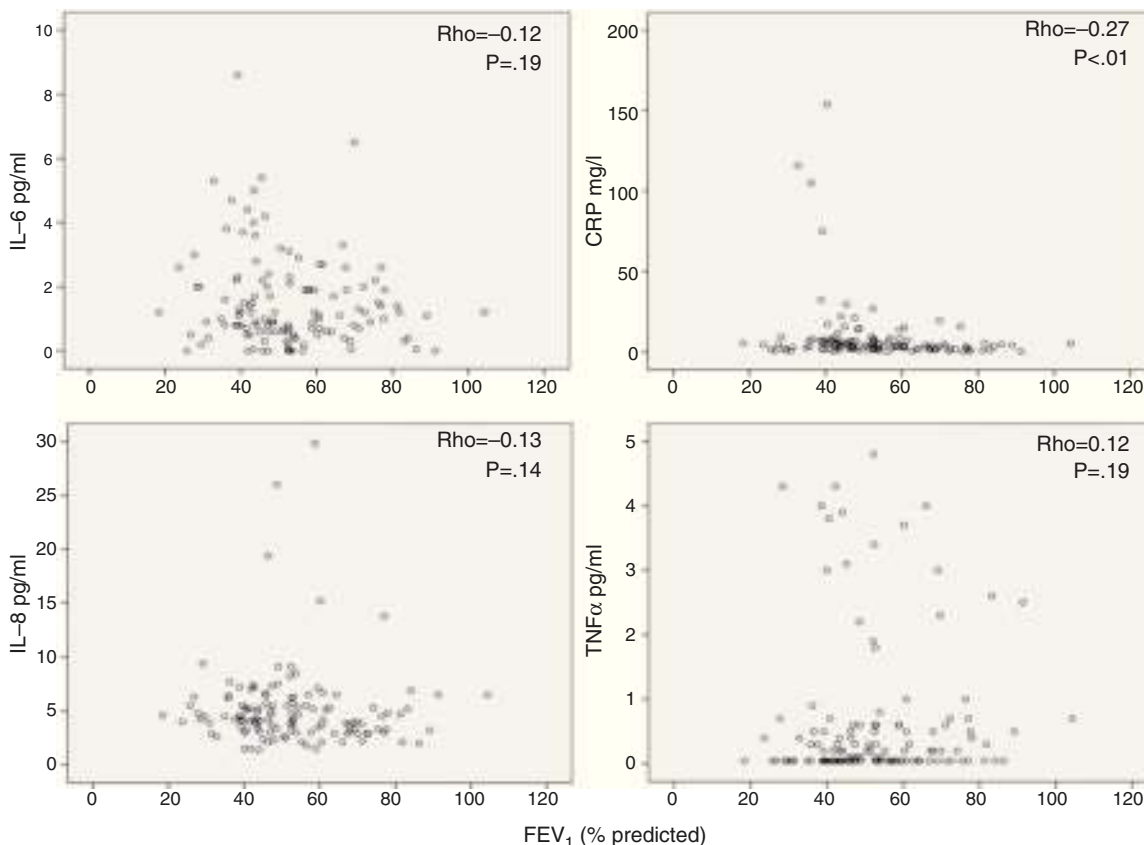 Rho=–0.12
P=.19
10
8
6
4
2
0
IL–6 pg/ml
0 20 40 60 80 100 120
Rho=–0.27
P<.01
200
150
100
50
0
CRP mg/l
0 20 40 60 80 100 120
Rho=–0.13
P=.14
30
25
20
15
10
5
0
IL–8 pg/ml
0 20 40 60 80 100 120
Rho=0.12
P=.19
5
4
3
2
1
0
TNFα pg/ml
0 20 40 60 80 100 120
FEV₁ (% predicted)